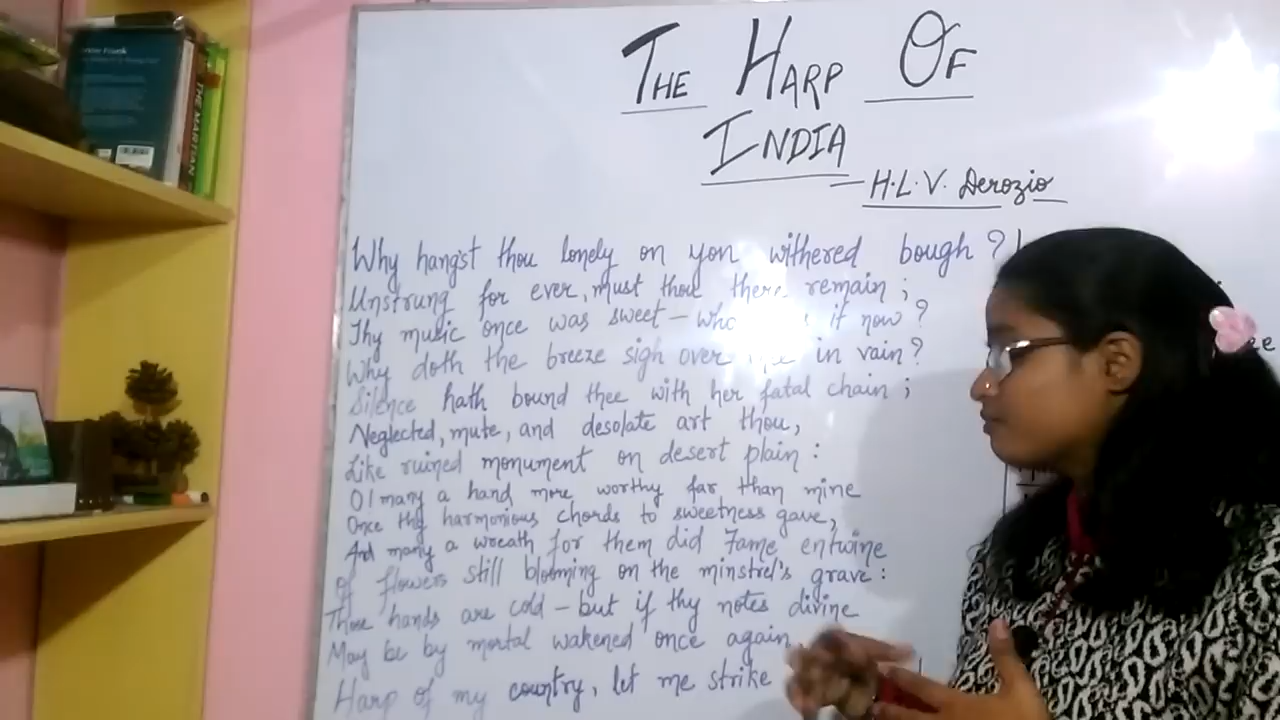 THE HARP OF
INDIA
– H.L.V. Derozio
Why hang'st thou lonely on yon withered bough ?
Unstrung for ever, must thou there remain ;
Thy music once was sweet – who it now ?
Why doth the breeze sigh over in vain ?
Silence hath bound thee with her fatal chain ;
Neglected, mute, and desolate art thou,
Like ruined monument on desert plain :
O! many a hand more worthy far than mine
Once thy harmonious chords to sweetness gave,
And many a wreath for them did Fame entwine
Of flowers still blooming on the minstrel's grave :
Those hands are cold – but if thy notes divine
May be by mortal wakened once again,
Harp of my country, let me strike
THE MARTIAN